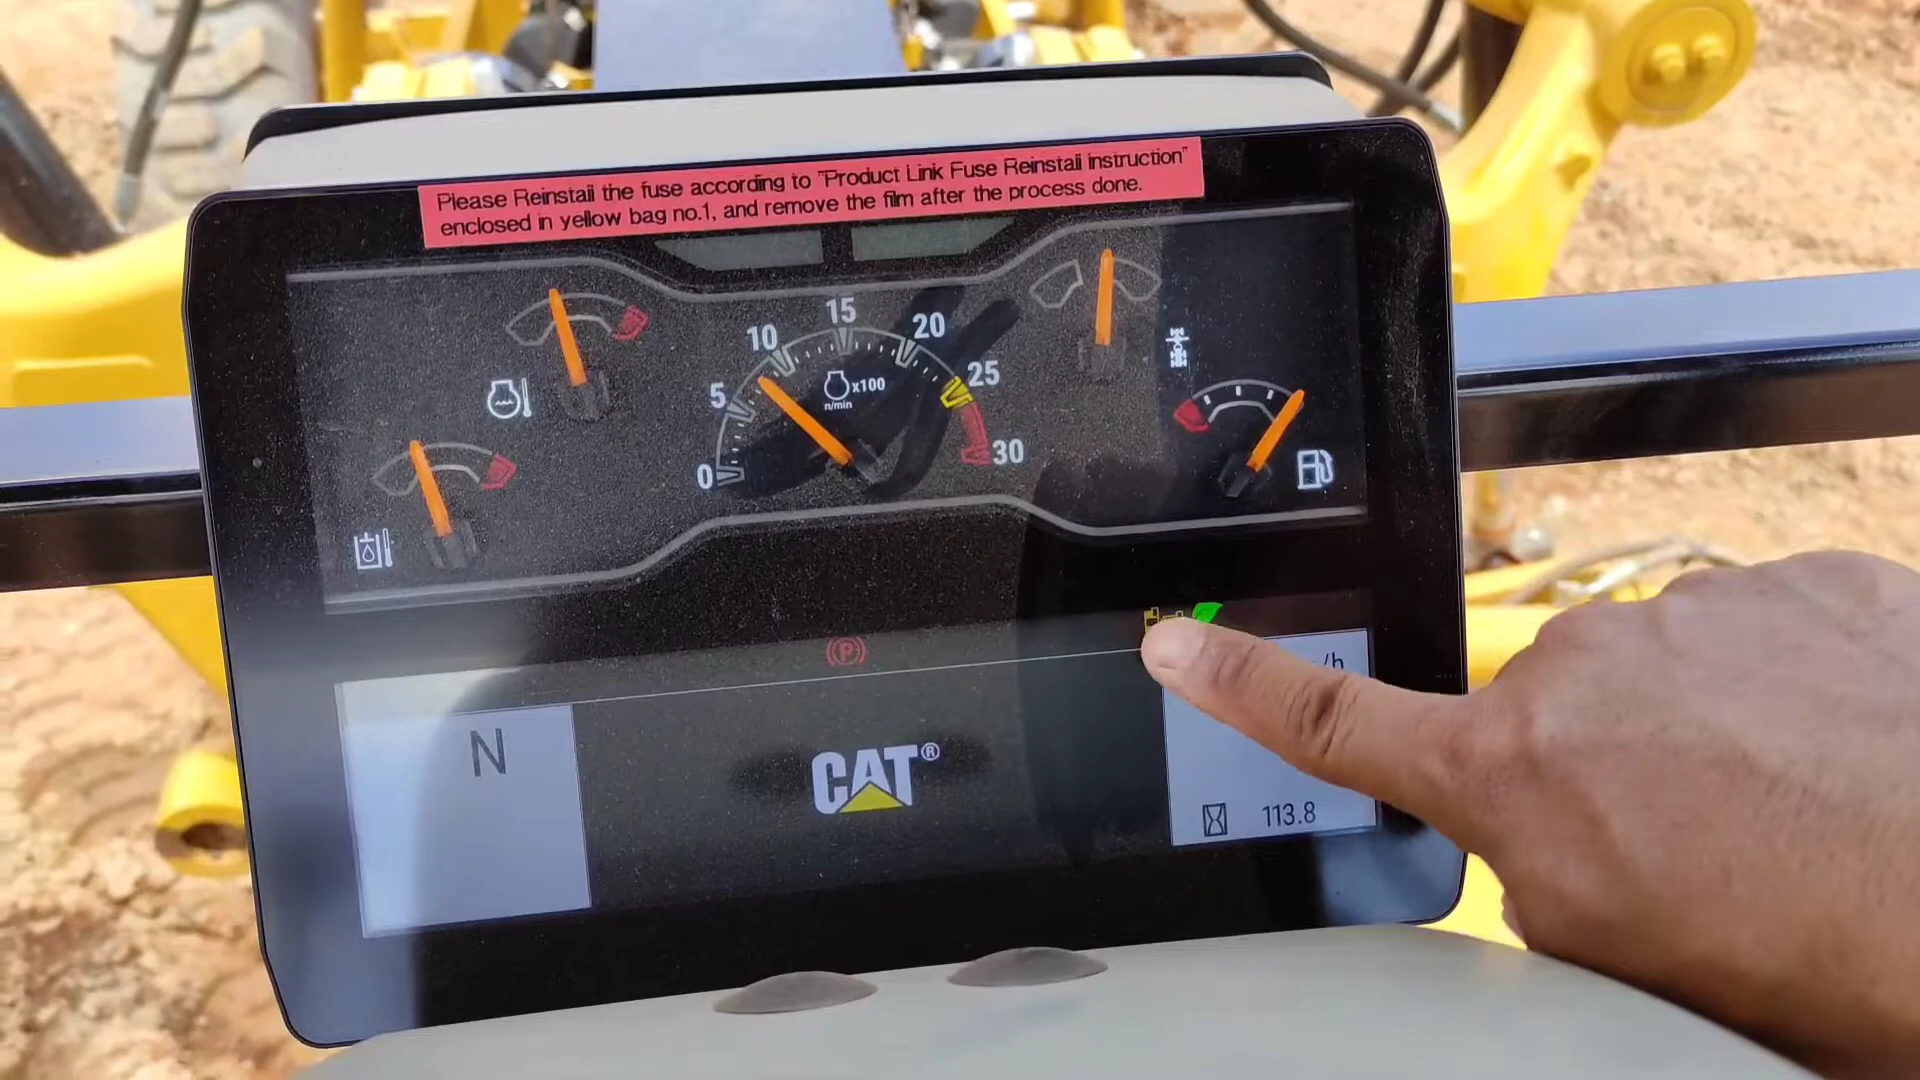 Please Reinstall the fuse according to "Product Link Fuse Reinstall instruction"
enclosed in yellow bag no.1, and remove the film after the process done.
0
5
10
15
20
25
30
x100
n/min
P
N
CAT®
/h
113.8